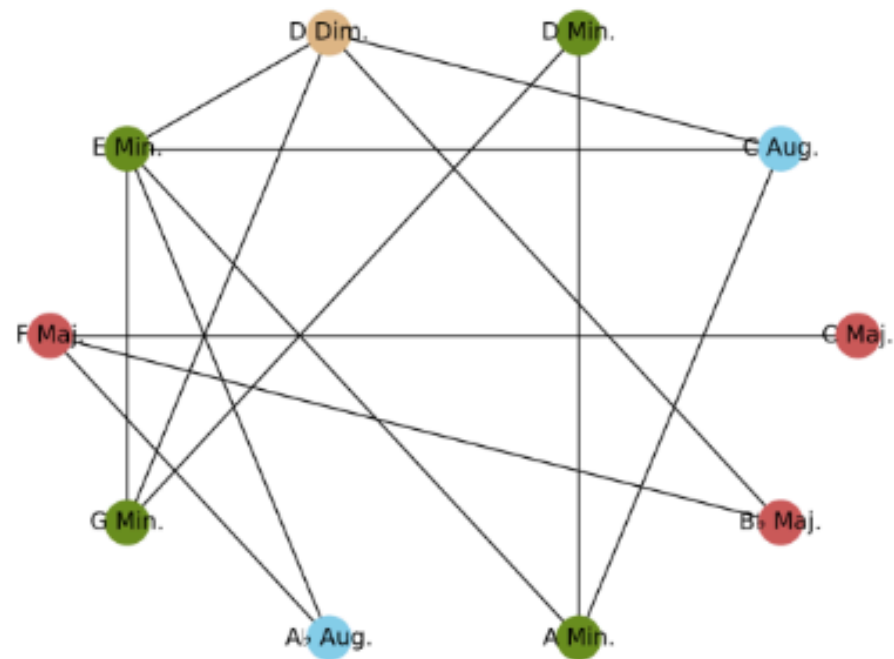 D Dim.
D Min.
E Min.
C Aug.
F Maj.
C Maj.
G Min.
B♭ Maj.
A♭ Aug.
A Min.